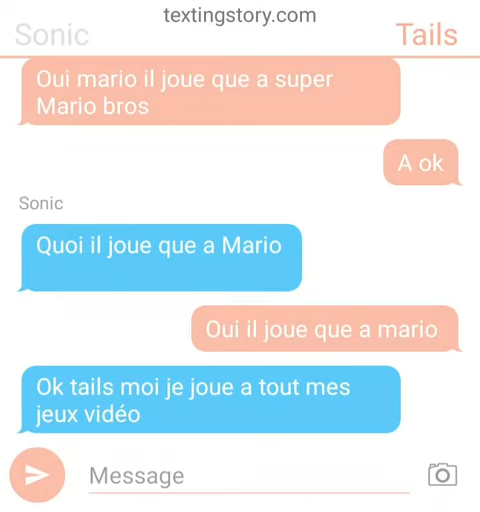 textingstory.com
Sonic
Tails
Oui mario il joue que a super
Mario bros
A ok
Sonic
Quoi il joue que a Mario
Oui il joue que a mario
Ok tails moi je joue a tout mes
jeux vidéo
Message